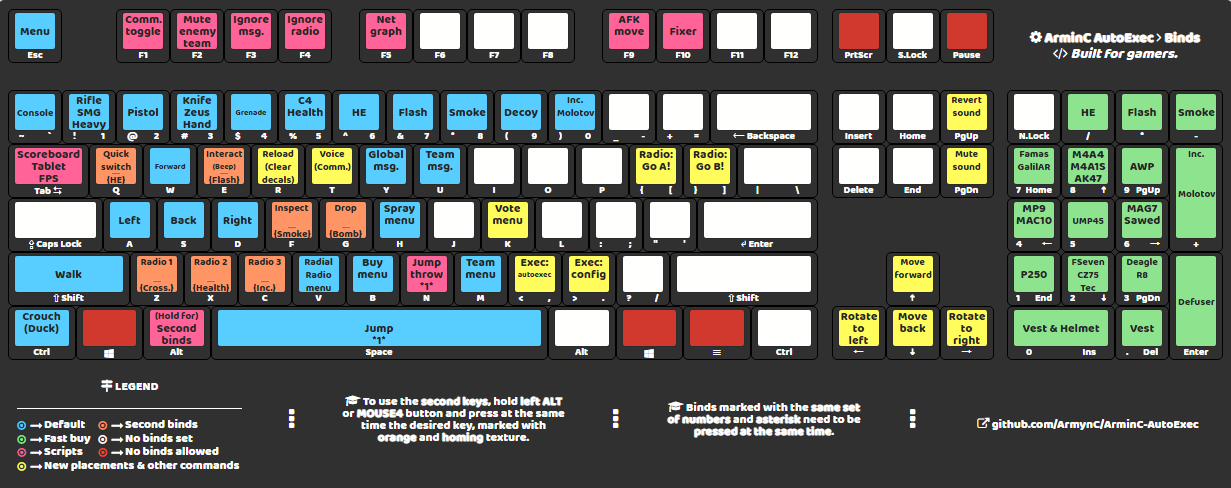 Menu
Esc
Comm. toggle
F1
Mute enemy team
F2
Ignore msg.
F3
Ignore radio
F4
Net graph
F5
F6
F7
F8
AFK move
F9
Fixer
F10
F11
F12
PrtScr
S.Lock
Pause
ArminC AutoExec > Binds
</> Built for gamers.
Console
~ `
Rifle SMG Heavy
! 1
Pistol
@ 2
Knife Zeus Hand
# 3
Grenade
$ 4
C4 Health
% 5
HE
^ 6
Flash
& 7
Smoke
* 8
Decoy
( 9
Inc. Molotov
) 0
_ -
+ =
← Backspace
Insert
Home
Revert sound
PgUp
N.Lock
HE
/
Flash
*
Smoke
-
Scoreboard Tablet FPS
Tab ⇆
Quick switch (HE)
Q
Forward
W
Interact (Beep) (Flash)
E
Reload (Clear decals)
R
Voice (Comm.)
T
Global msg.
Y
Team msg.
U
I
O
P
Radio: Go A!
{ [
Radio: Go B!
} ]
| \
Delete
End
Mute sound
PgDn
Famas GalilAR
7 Home
M4A4 M4A1S AK47
8 ↑
AWP
9 PgUp
Inc. Molotov
+
⇪ Caps Lock
Left
A
Back
S
Right
D
Inspect ... (Smoke)
F
Drop ... (Bomb)
G
Spray menu
H
J
Vote menu
K
L
: ;
" '
↵ Enter
MP9 MAC10
4 ←
UMP45
5
MAG7 Sawed
6 →
Walk
⇧ Shift
Radio 1 ... (Cross.)
Z
Radio 2 ... (Health)
X
Radio 3 ... (Inc.)
C
Radial Radio menu
V
Buy menu
B
Jump throw *1*
N
Team menu
M
Exec: autoexec
< ,
Exec: config
> .
? /
⇧ Shift
Move forward
↑
P250
1 End
FSeven CZ75 Tec
2 ↓
Deagle R8
3 PgDn
Defuser
Enter
Crouch (Duck)
Ctrl
(Hold for) Second binds
Alt
Jump *1*
Space
Alt
≡
Ctrl
Rotate to left
←
Move back
↓
Rotate to right
→
Vest & Helmet
0 Ins
Vest
. Del
LEGEND
→ Default
→ Second binds
→ Fast buy
→ No binds set
→ Scripts
→ No binds allowed
→ New placements & other commands
To use the second keys, hold left ALT
or MOUSE4 button and press at the same
time the desired key, marked with
orange and homing texture.
Binds marked with the same set
of numbers and asterisk need to be
pressed at the same time.
github.com/ArmynC/ArminC-AutoExec